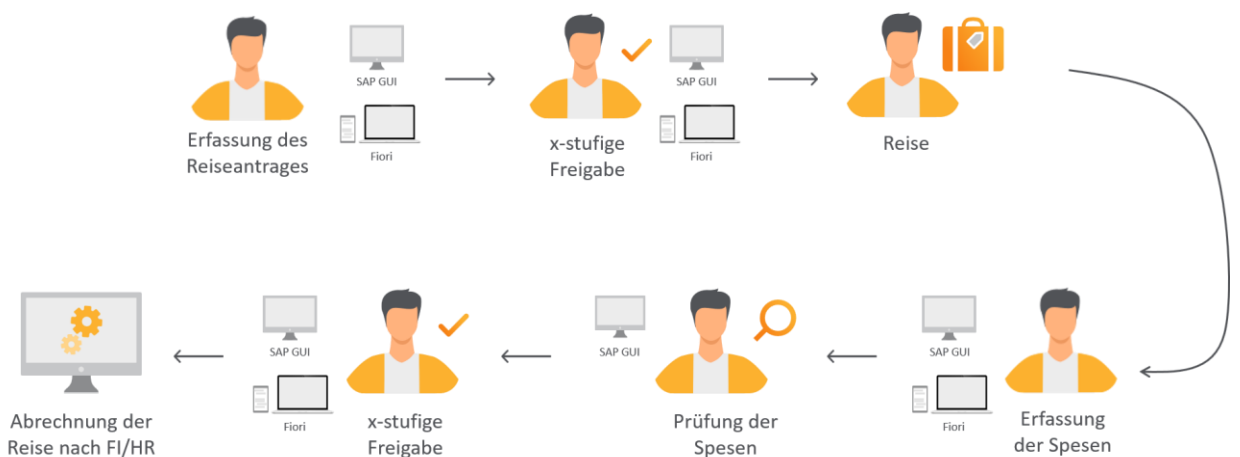 SAP GUI
Fiori
Erfassung des
Reiseantrages
SAP GUI
Fiori
x-stufige
Freigabe
Reise
SAP GUI
Fiori
Erfassung
der Spesen
SAP GUI
Prüfung der
Spesen
SAP GUI
Fiori
x-stufige
Freigabe
Abrechnung der
Reise nach FI/HR